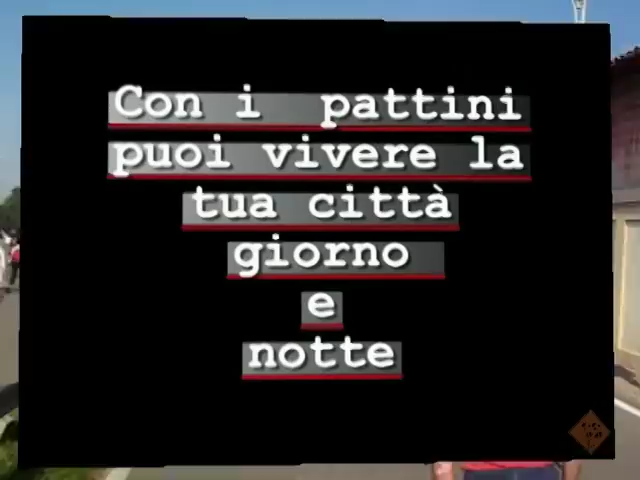 Con i pattini
puoi vivere la
tua città
giorno
e
notte